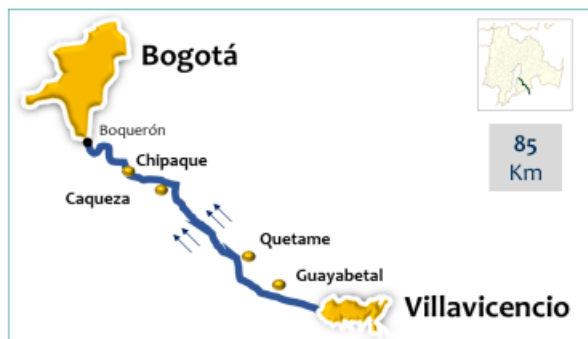 Bogotá
Boquerón
Chipaque
Caqueza
Quetame
Guayabetal
Villavicencio
85
Km